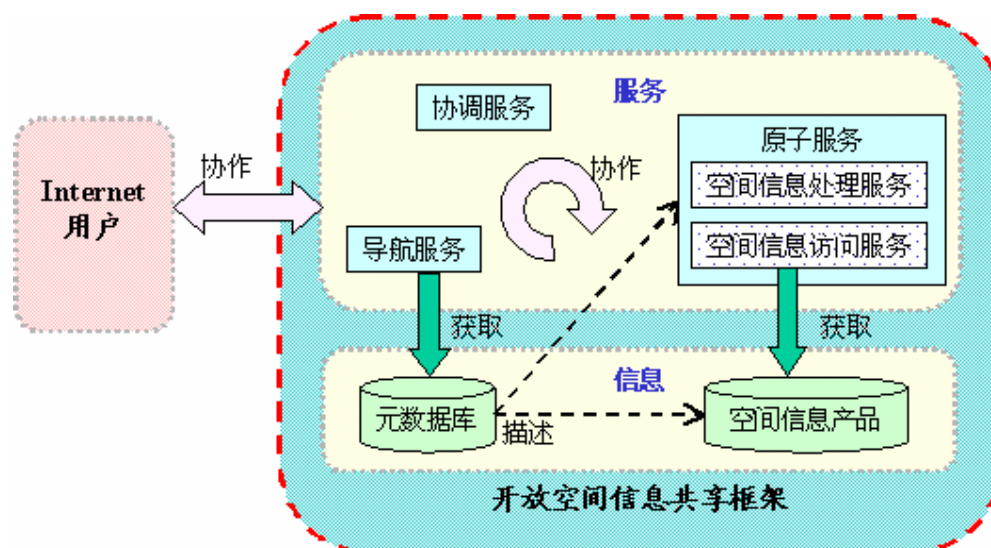 服务
协调服务
原子服务
协作
Internet
用户
协作
空间信息处理服务
导航服务
空间信息访问服务
获取
获取
信息
元数据库
描述
空间信息产品
开放空间信息共享框架